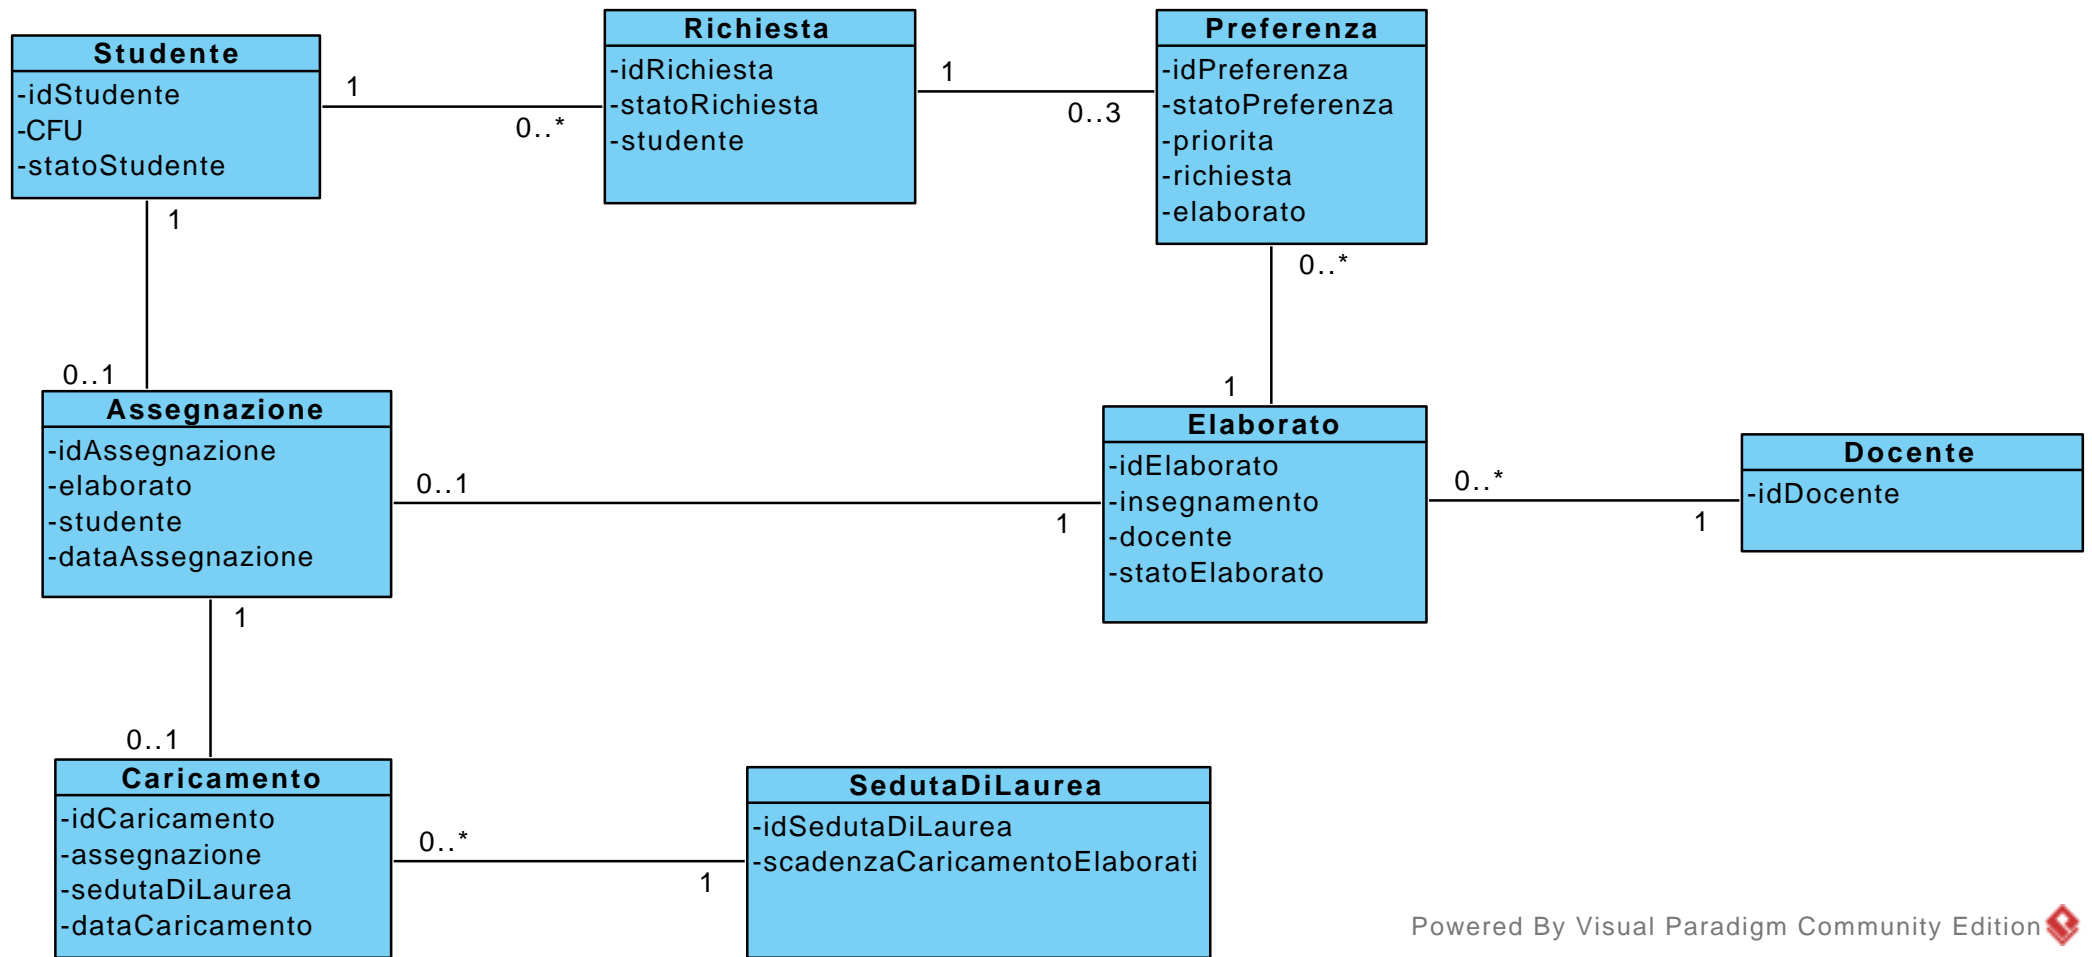 Studente
-idStudente
-CFU
-statoStudente
1
0..*
Richiesta
-idRichiesta
-statoRichiesta
-studente
1
0..3
Preferenza
-idPreferenza
-statoPreferenza
-priorita
-richiesta
-elaborato
1
0..1
0..*
1
Assegnazione
-idAssegnazione
-elaborato
-studente
-dataAssegnazione
0..1
1
Elaborato
-idElaborato
-insegnamento
-docente
-statoElaborato
0..*
1
Docente
-idDocente
1
0..1
Caricamento
-idCaricamento
-assegnazione
-sedutaDiLaurea
-dataCaricamento
0..*
1
SedutaDiLaurea
-idSedutaDiLaurea
-scadenzaCaricamentoElaborati
Powered By Visual Paradigm Community Edition